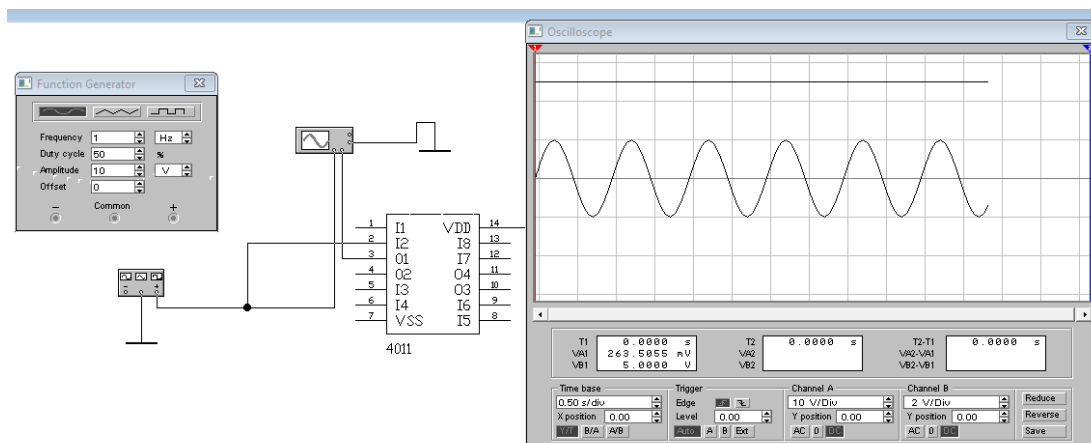 Oscilloscope
1
2
Function Generator
Frequency 1 Hz
Duty cycle 50 %
Amplitude 10 V
Offset 0
− Common +
− +
1 I1 VDD 14
2 I2 I8 13
3 O1 I7 12
4 O2 O4 11
5 I3 O3 10
6 I4 I6 9
7 VSS I5 8
4011
T1 0.0000 s
VA1 263.5055 mV
VB1 5.0000 V
T2 0.0000 s
VA2
VB2
T2-T1 0.0000 s
VA2-VA1
VB2-VB1
Time base
0.50 s/div
X position 0.00
Y/T B/A A/B
Trigger
Edge
Level 0.00
Auto A B Ext
Channel A
10 V/Div
Y position 0.00
AC 0 DC
Channel B
2 V/Div
Y position 0.00
AC 0 DC
Reduce
Reverse
Save